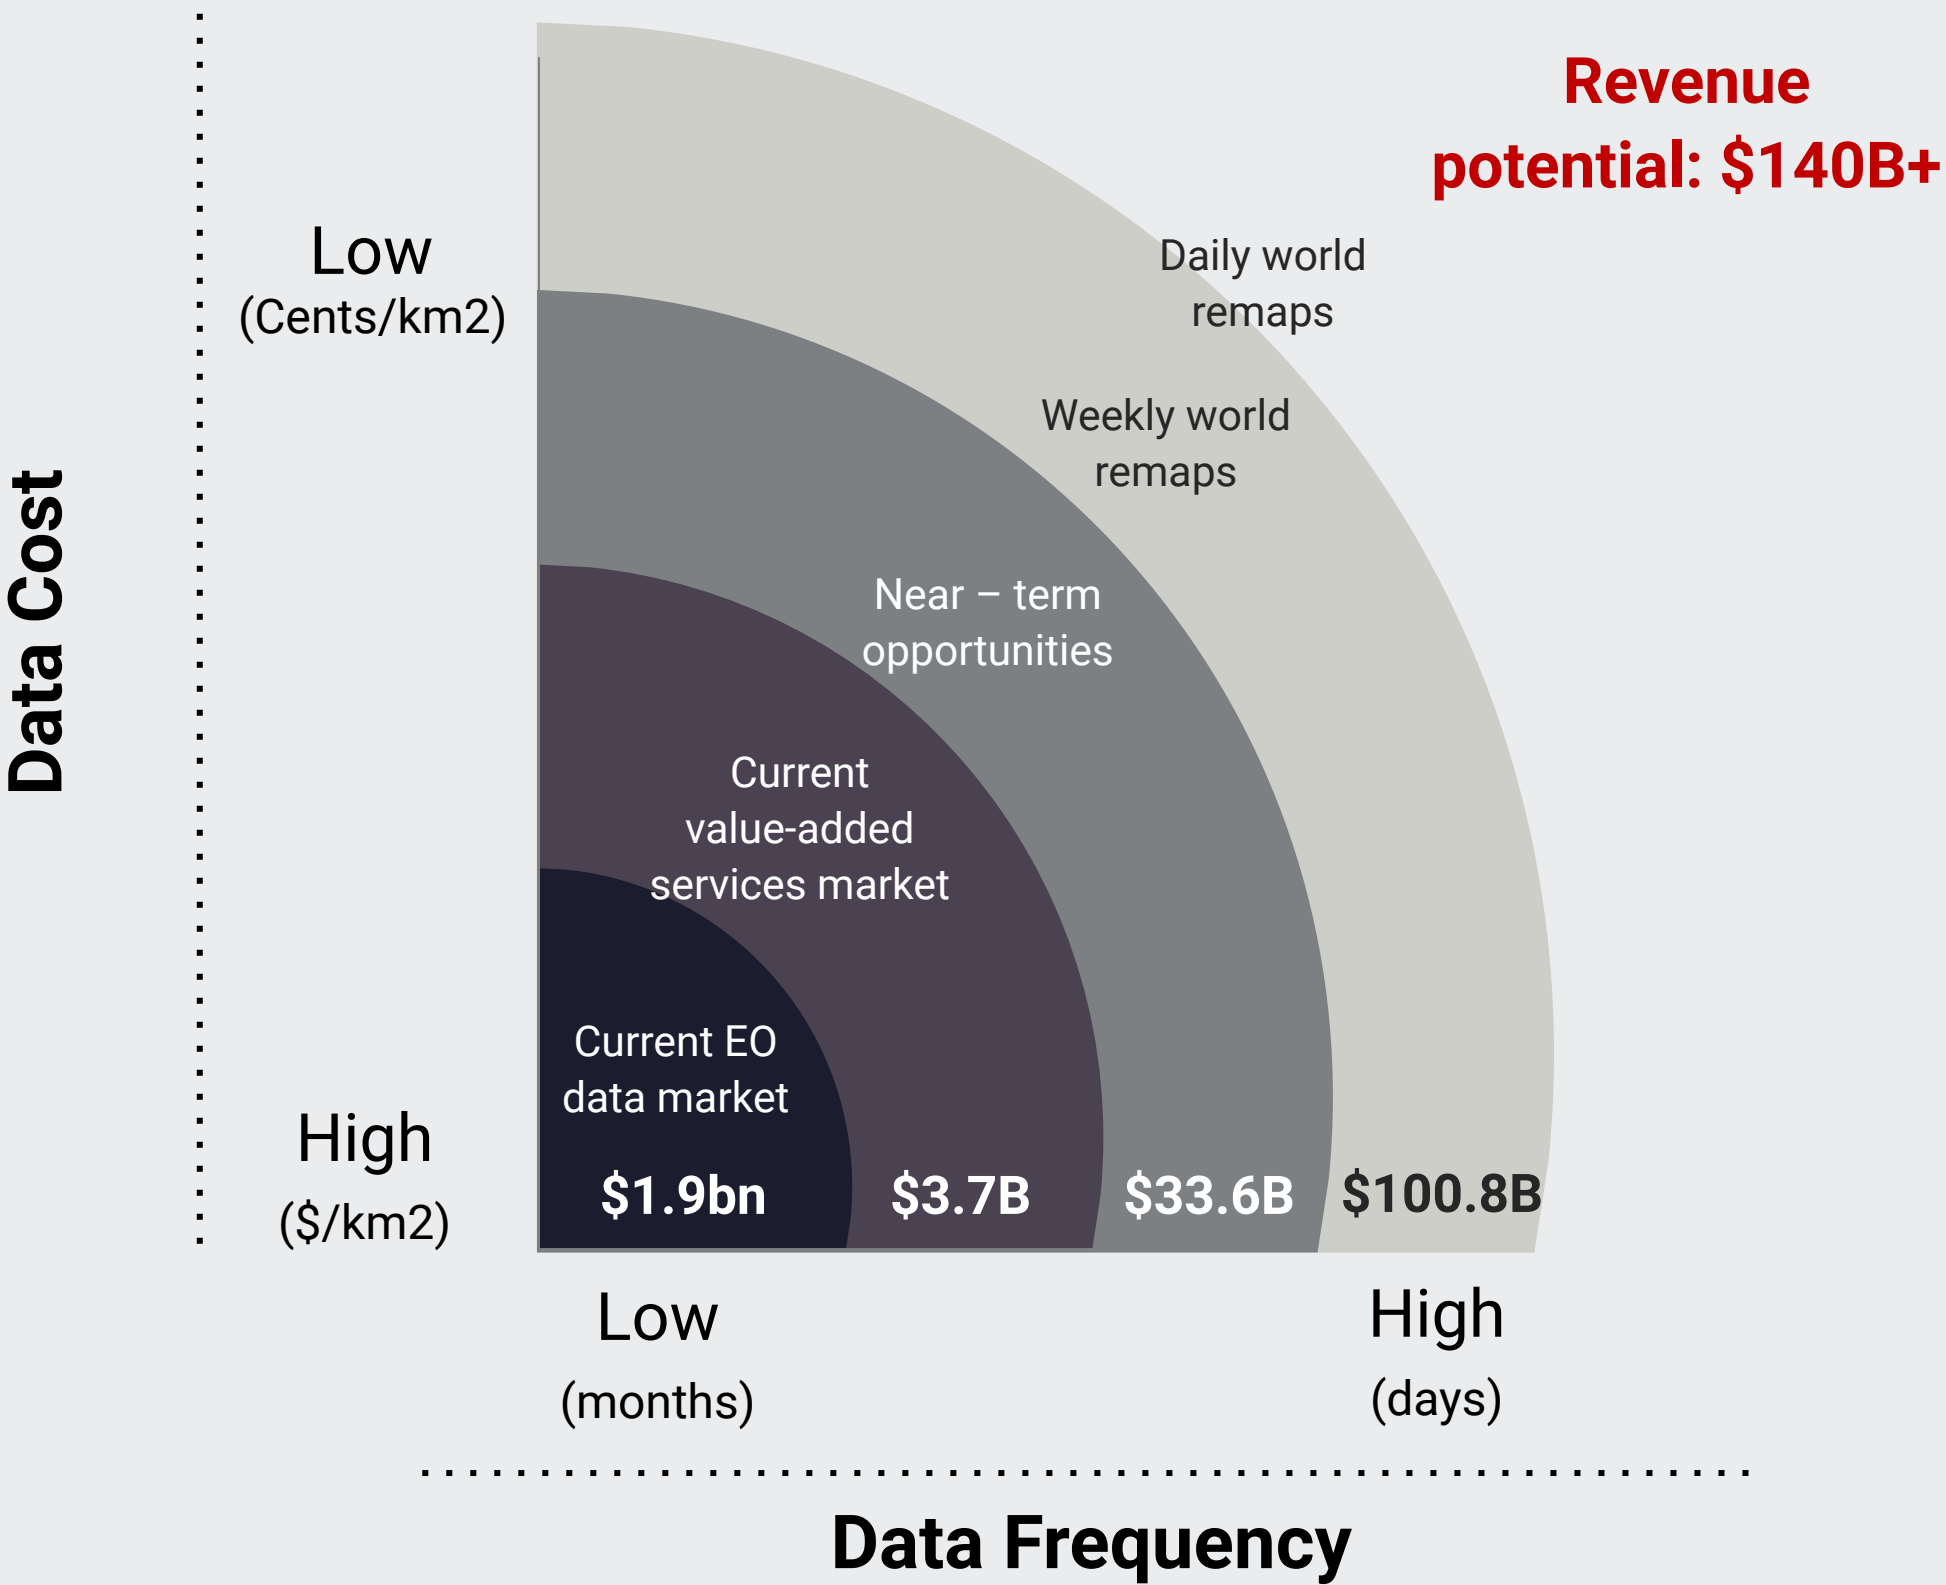 Revenue
potential: $140B+
Low
(Cents/km2)
Daily world
remaps
Weekly world
remaps
Data Cost
Near – term
opportunities
Current
value-added
services market
Current EO
data market
High
($/km2)
$1.9bn
$3.7B
$33.6B
$100.8B
Low
(months)
High
(days)
Data Frequency